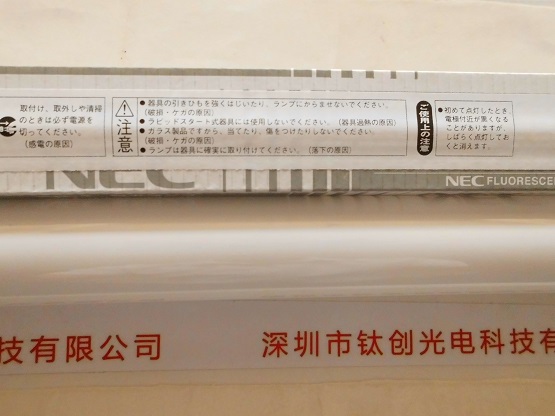 取付け、取外しや清掃
のときは必ず電源を
切ってください。
(感電の原因)
注意
●器具の引きひもを強くはじいたり、ランプにからませないでください。
(破損・ケガの原因)
●ラピッドスタート式器具には使用しないでください。(器具過熱の原因)
●ガラス製品ですから、当てたり、傷をつけたりしないでください。
(破損・ケガの原因)
●ランプは器具に確実に取り付けてください。(落下の原因)
ご使用上の注意
●初めて点灯したとき
電極付近が黒くなる
ことがありますが、
しばらく点灯してお
くと消えます。
NEC
NEC FLUORESCE
技有限公司
深圳市钛创光电科技有